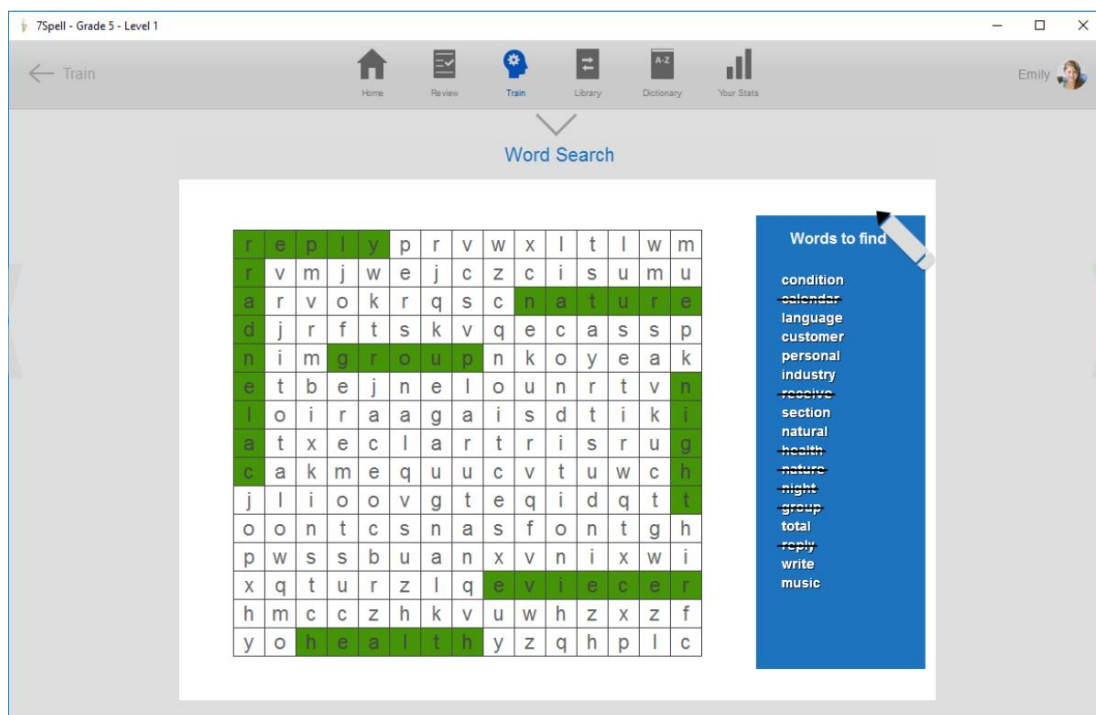 7Spell - Grade 5 - Level 1
Train
Home
Review
Train
A-Z
Library
Dictionary
Your Stats
Emily
Word Search
r e p l y p r v w x l t l w m
r v m j w e j c z c i s u m u
a r v o k r q s c n a t u r e
d j r f t s k v q e c a s s p
n i m g r o u p n k o y e a k
e t b e j n e l o u n r t v n
l o i r a a g a i s d t i k i
a t x e c l a r t r i s r u g
c a k m e q u u c v t u w c h
j l i o o v g t e q i d q t t
o o n t c s n a s f o n t g h
p w s s b u a n x v n i x w i
x q t u r z l q e v i e c e r
h m c c z h k v u w h z x z f
y o h e a l t h y z q h p l c
Words to find
condition
calendar
language
customer
personal
industry
receive
section
natural
health
nature
night
group
total
reply
write
music